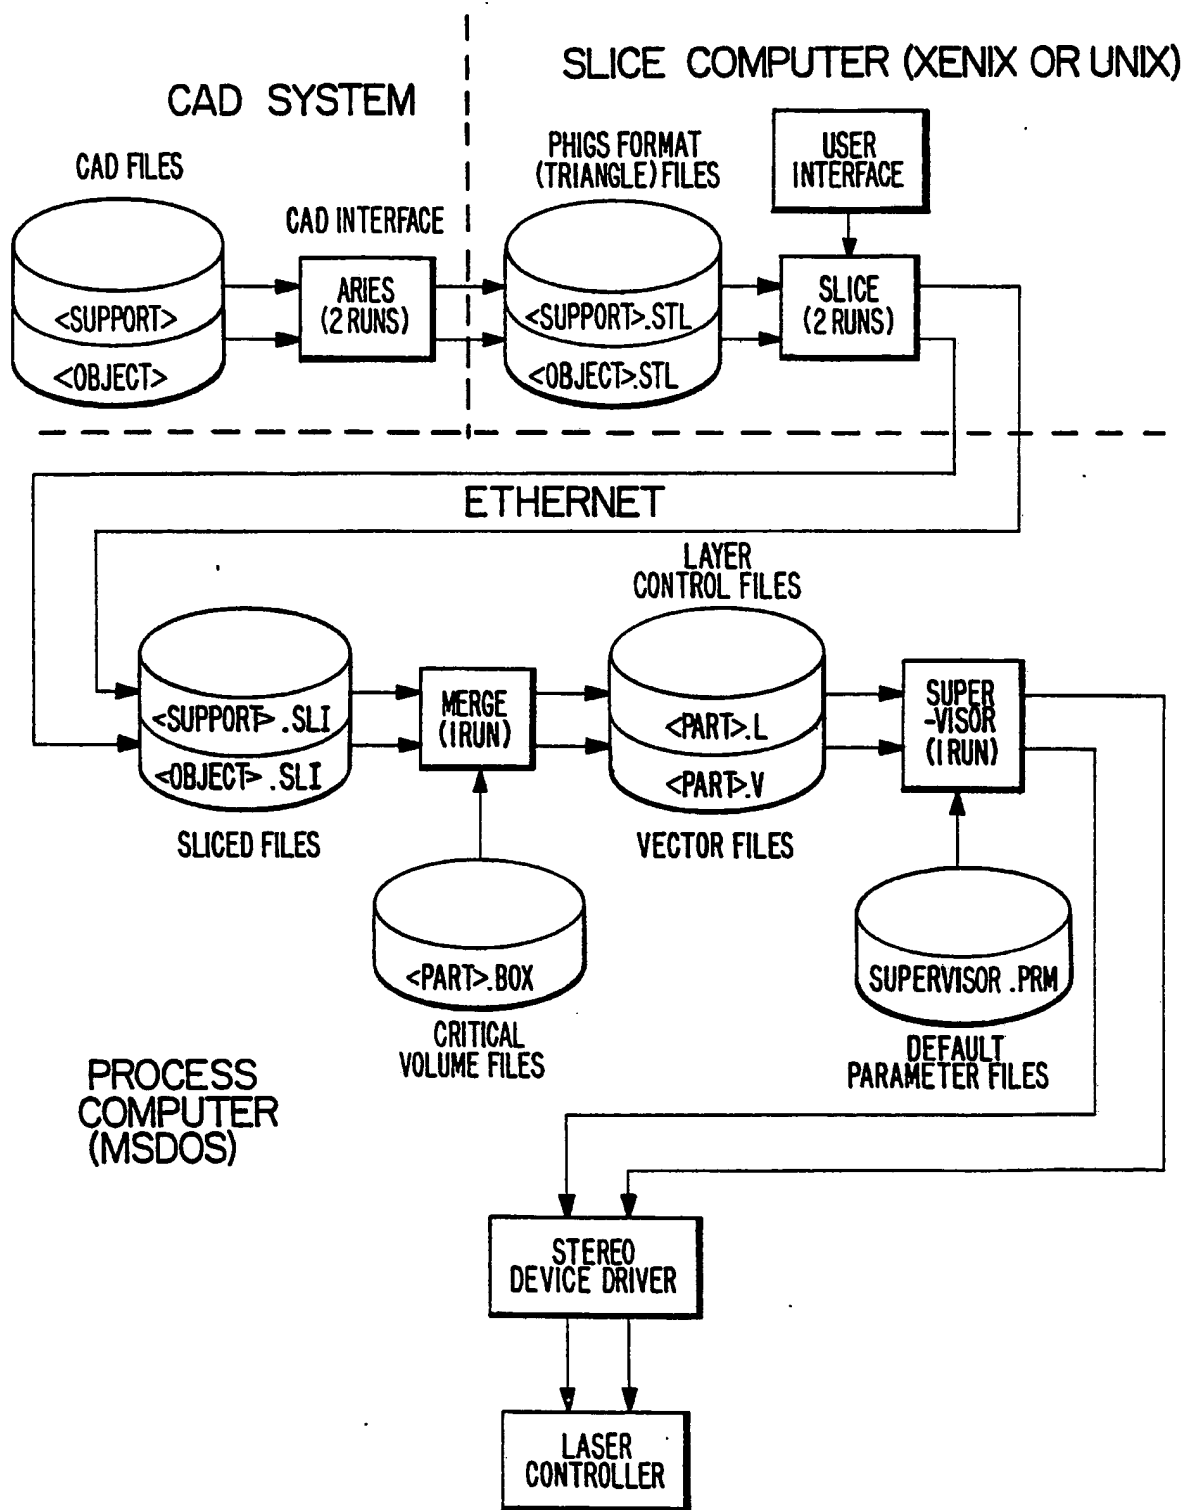 SLICE COMPUTER (XENIX OR UNIX)
CAD SYSTEM
CAD FILES
PHIGS FORMAT
(TRIANGLE) FILES
USER
INTERFACE
CAD INTERFACE
<SUPPORT>
<OBJECT>
ARIES
(2 RUNS)
<SUPPORT>.STL
<OBJECT>.STL
SLICE
(2 RUNS)
ETHERNET
LAYER
CONTROL FILES
<SUPPORT> .SLI
<OBJECT> .SLI
SLICED FILES
MERGE
(1 RUN)
<PART>.L
<PART>.V
VECTOR FILES
SUPER
-VISOR
(1 RUN)
<PART>.BOX
CRITICAL
VOLUME FILES
SUPERVISOR .PRM
DEFAULT
PARAMETER FILES
PROCESS
COMPUTER
(MSDOS)
STEREO
DEVICE DRIVER
LASER
CONTROLLER